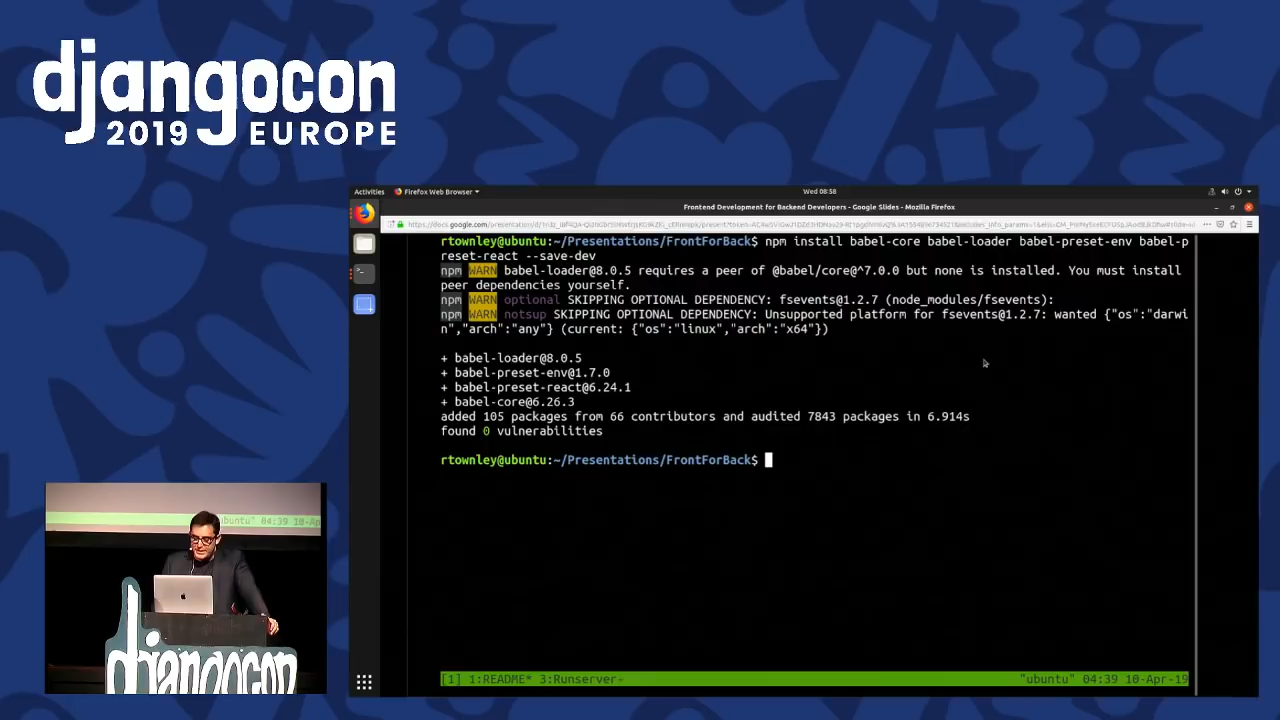 djangocon
2019 EUROPE
Activities Firefox Web Browser Wed 08:58
Frontend Development for Backend Developers - Google Slides - Mozilla Firefox
rtownley@ubuntu:~/Presentations/FrontForBack$ npm install babel-core babel-loader babel-preset-env babel-p
reset-react --save-dev
npm WARN babel-loader@8.0.5 requires a peer of @babel/core@^7.0.0 but none is installed. You must install
peer dependencies yourself.
npm WARN optional SKIPPING OPTIONAL DEPENDENCY: fsevents@1.2.7 (node_modules/fsevents):
npm WARN notsup SKIPPING OPTIONAL DEPENDENCY: Unsupported platform for fsevents@1.2.7: wanted {"os":"darwi
n","arch":"any"} (current: {"os":"linux","arch":"x64"})
+ babel-loader@8.0.5
+ babel-preset-env@1.7.0
+ babel-preset-react@6.24.1
+ babel-core@6.26.3
added 105 packages from 66 contributors and audited 7843 packages in 6.914s
found 0 vulnerabilities
rtownley@ubuntu:~/Presentations/FrontForBack$
[1] 1:README* 3:Runserver- "ubuntu" 04:39 10-Apr-19
ubuntu" 04:39 10-Ap
djangocon